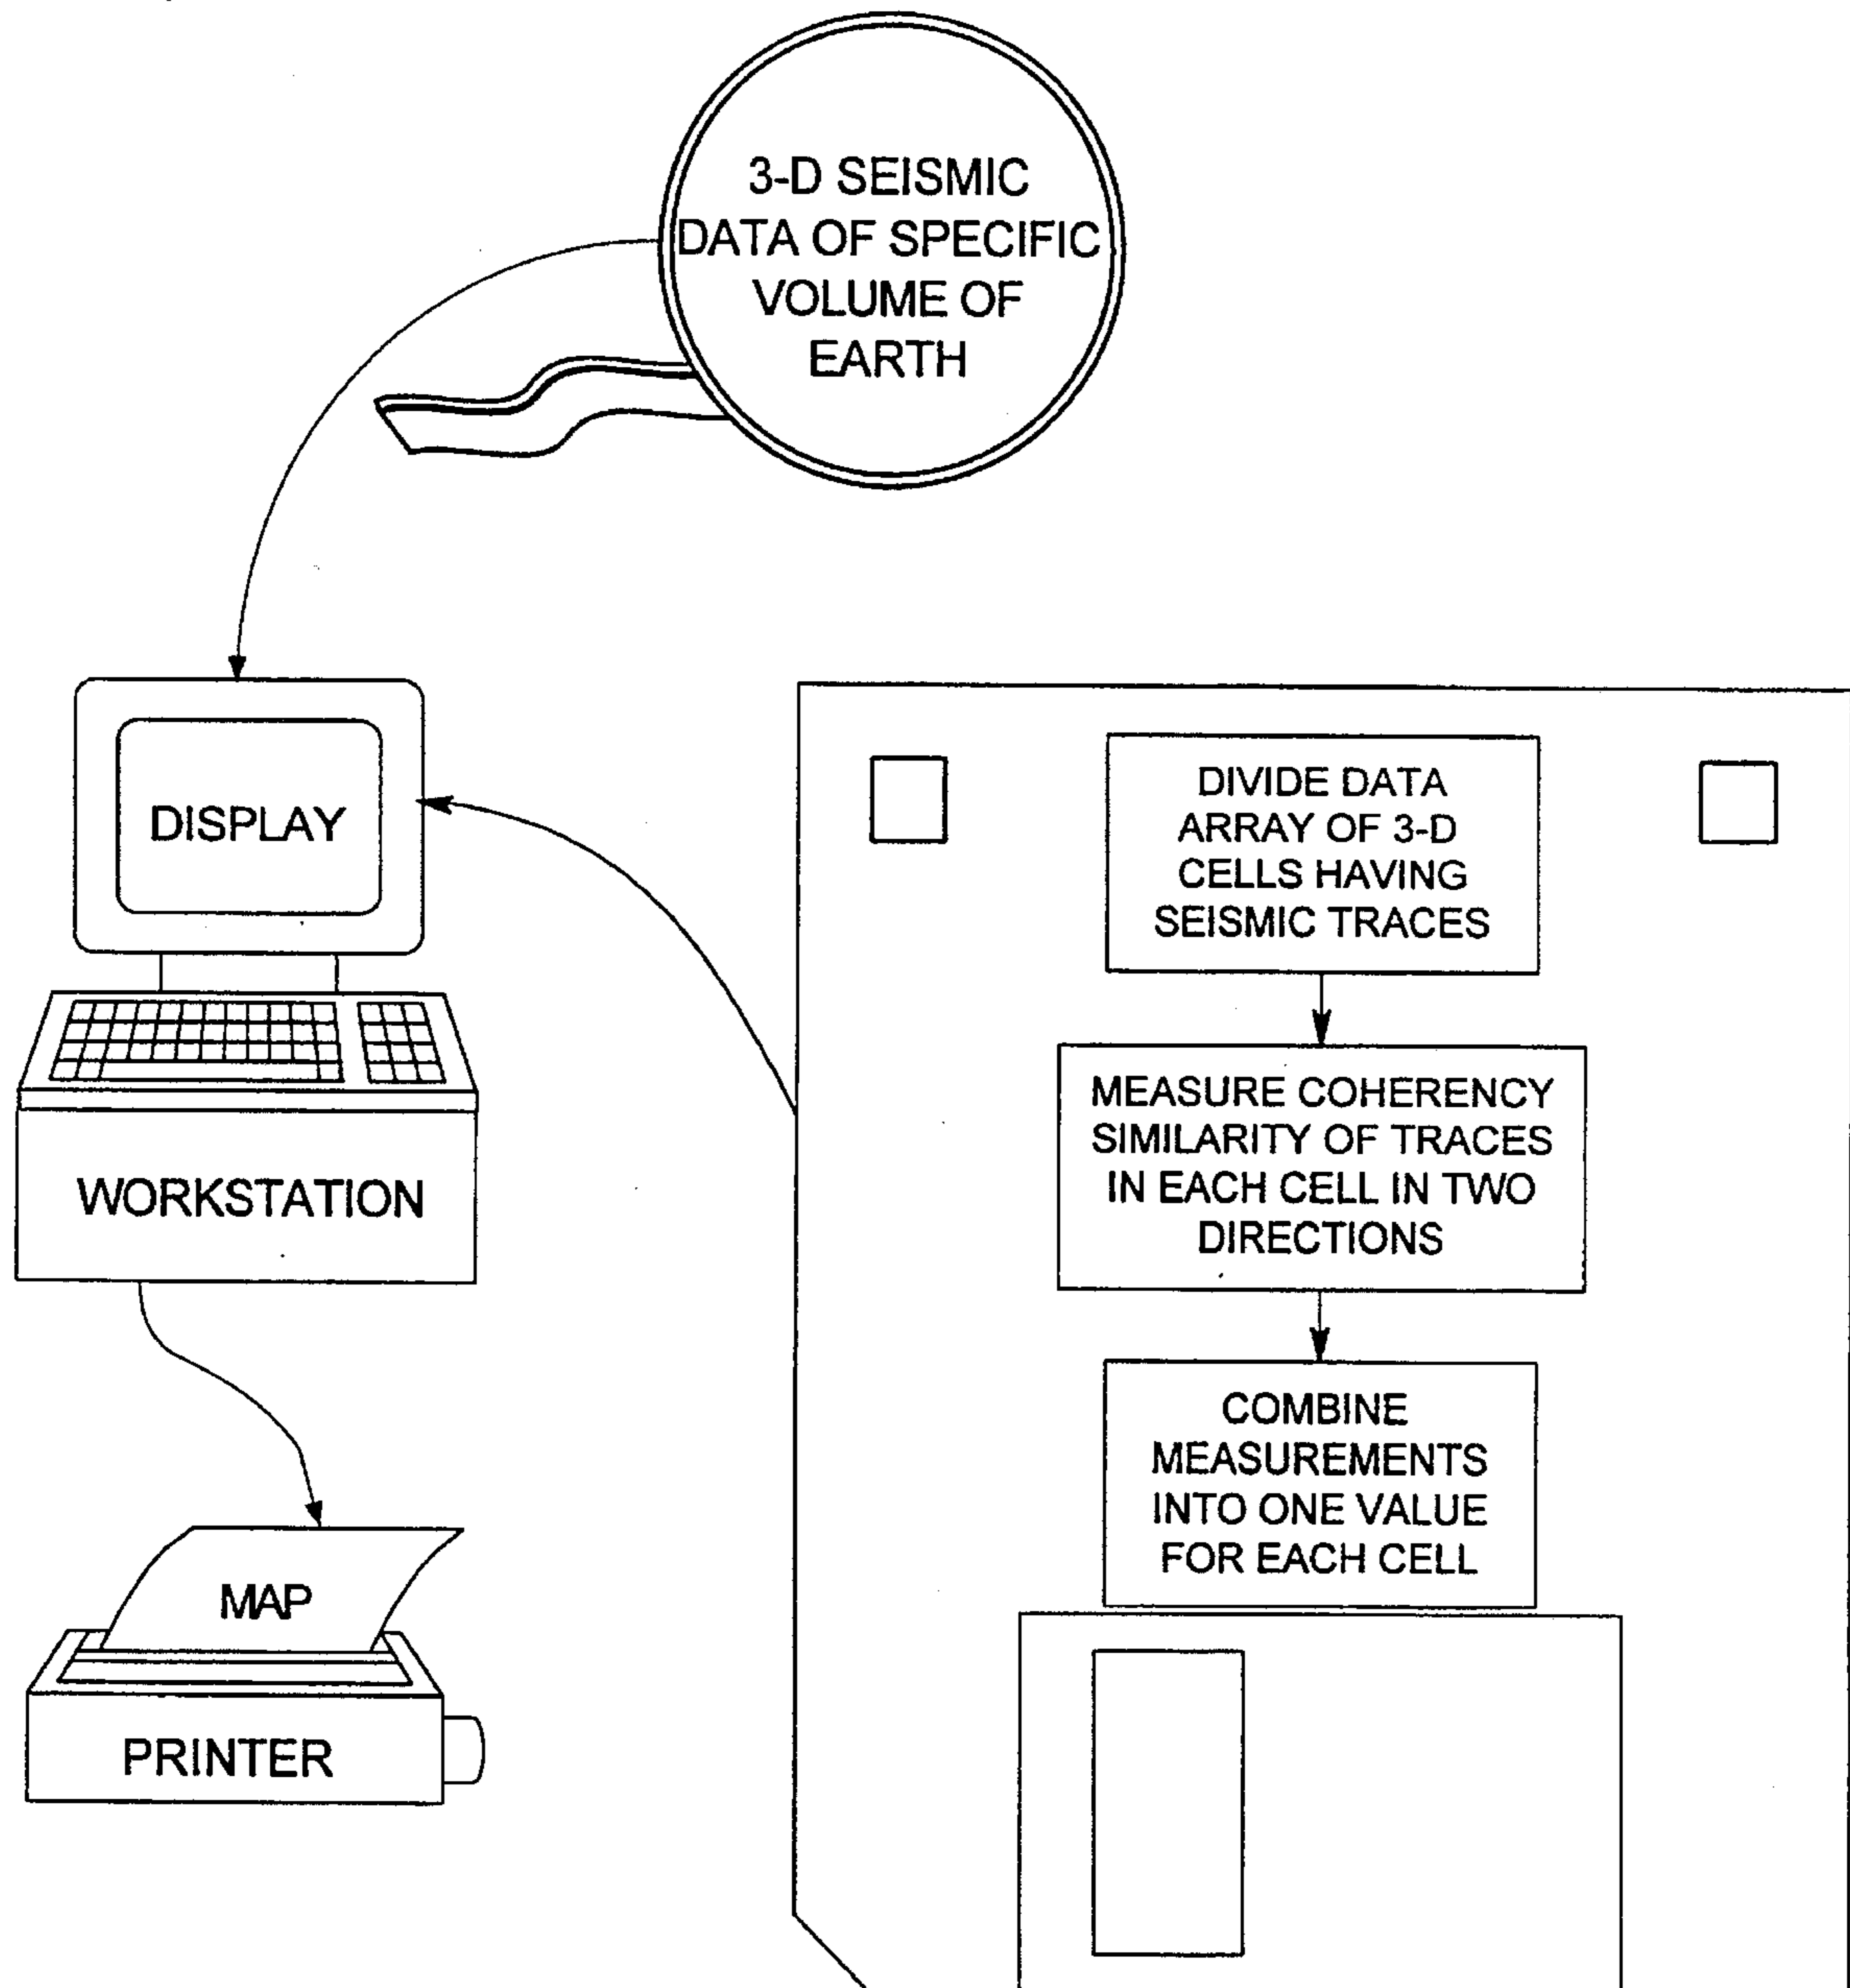 3-D SEISMIC
DATA OF SPECIFIC
VOLUME OF
EARTH
DISPLAY
WORKSTATION
MAP
PRINTER
DIVIDE DATA
ARRAY OF 3-D
CELLS HAVING
SEISMIC TRACES
MEASURE COHERENCY
SIMILARITY OF TRACES
IN EACH CELL IN TWO
DIRECTIONS
COMBINE
MEASUREMENTS
INTO ONE VALUE
FOR EACH CELL